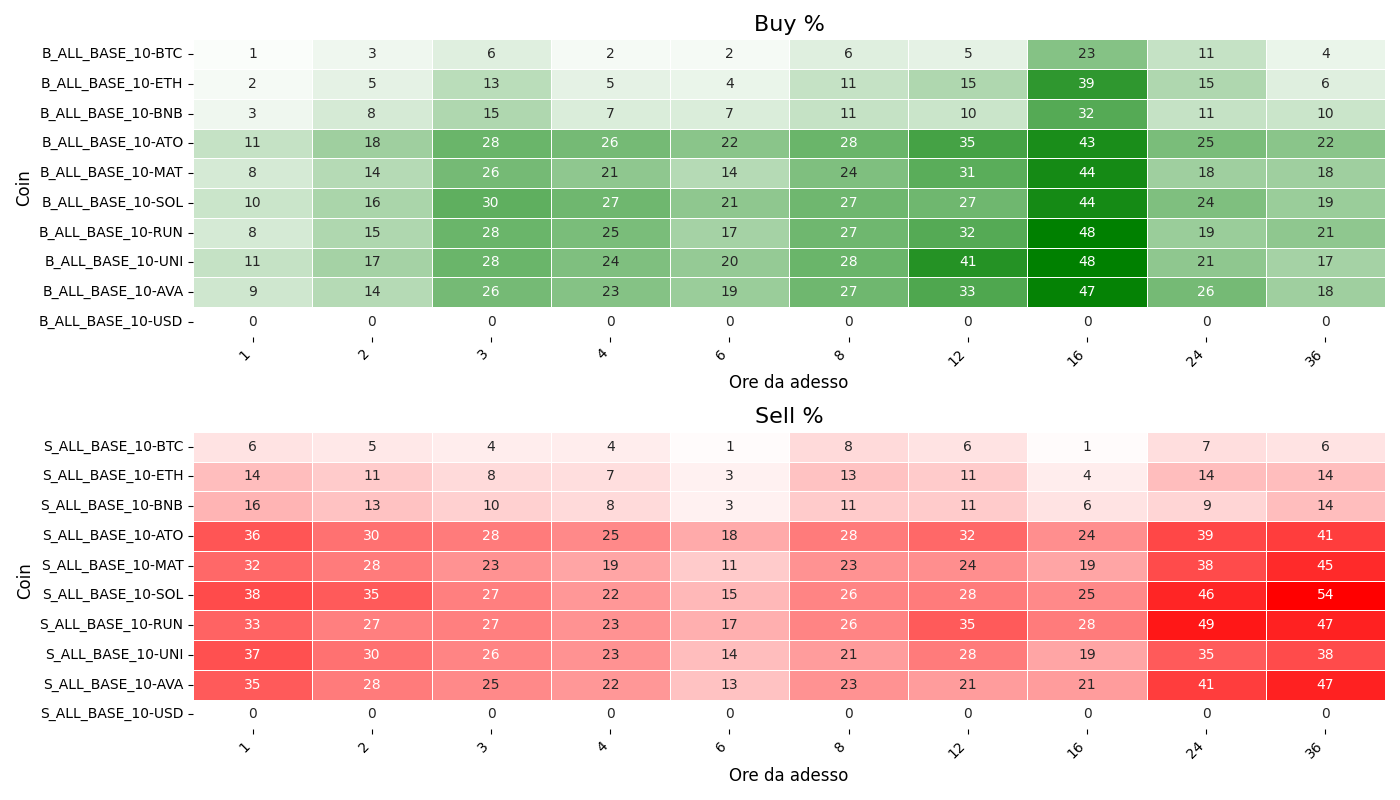 Buy %
Coin
B_ALL_BASE_10-BTC 1 3 6 2 2 6 5 23 11 4
B_ALL_BASE_10-ETH 2 5 13 5 4 11 15 39 15 6
B_ALL_BASE_10-BNB 3 8 15 7 7 11 10 32 11 10
B_ALL_BASE_10-ATO 11 18 28 26 22 28 35 43 25 22
B_ALL_BASE_10-MAT 8 14 26 21 14 24 31 44 18 18
B_ALL_BASE_10-SOL 10 16 30 27 21 27 27 44 24 19
B_ALL_BASE_10-RUN 8 15 28 25 17 27 32 48 19 21
B_ALL_BASE_10-UNI 11 17 28 24 20 28 41 48 21 17
B_ALL_BASE_10-AVA 9 14 26 23 19 27 33 47 26 18
B_ALL_BASE_10-USD 0 0 0 0 0 0 0 0 0 0
1 2 3 4 6 8 12 16 24 36
Ore da adesso
Sell %
Coin
S_ALL_BASE_10-BTC 6 5 4 4 1 8 6 1 7 6
S_ALL_BASE_10-ETH 14 11 8 7 3 13 11 4 14 14
S_ALL_BASE_10-BNB 16 13 10 8 3 11 11 6 9 14
S_ALL_BASE_10-ATO 36 30 28 25 18 28 32 24 39 41
S_ALL_BASE_10-MAT 32 28 23 19 11 23 24 19 38 45
S_ALL_BASE_10-SOL 38 35 27 22 15 26 28 25 46 54
S_ALL_BASE_10-RUN 33 27 27 23 17 26 35 28 49 47
S_ALL_BASE_10-UNI 37 30 26 23 14 21 28 19 35 38
S_ALL_BASE_10-AVA 35 28 25 22 13 23 21 21 41 47
S_ALL_BASE_10-USD 0 0 0 0 0 0 0 0 0 0
1 2 3 4 6 8 12 16 24 36
Ore da adesso